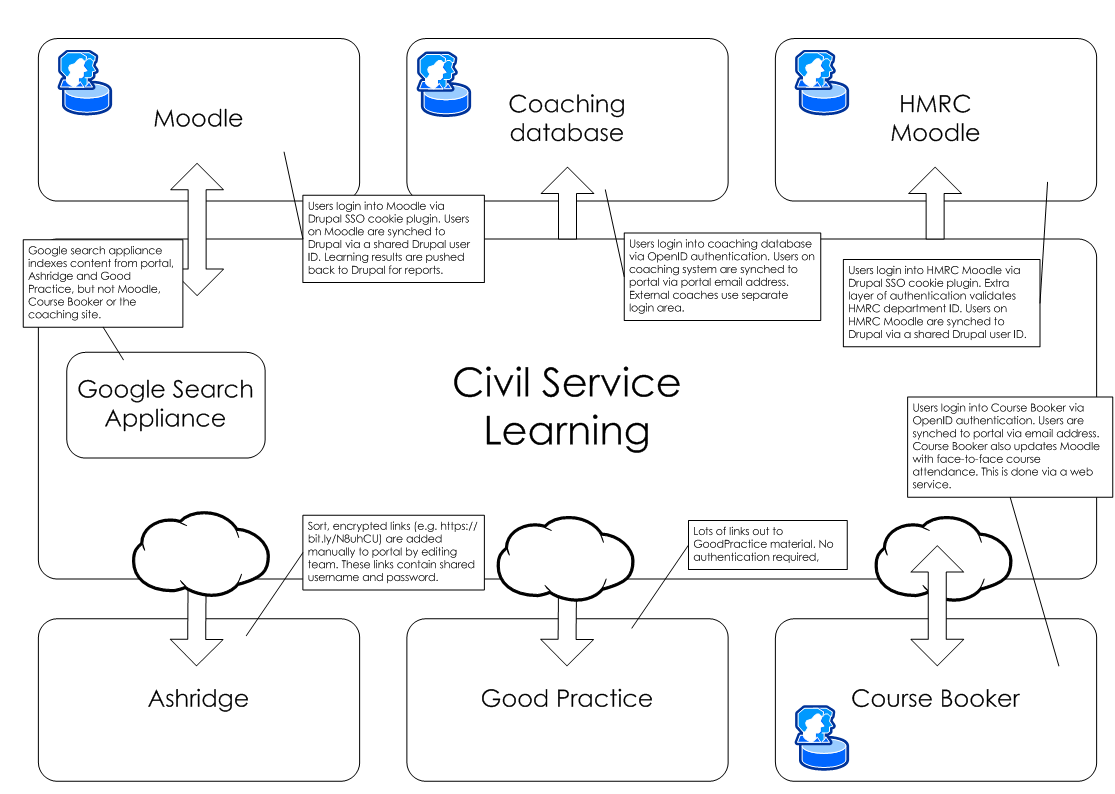 Moodle
Coaching
database
HMRC
Moodle
Users login into Moodle via
Drupal SSO cookie plugin. Users
on Moodle are synched to
Drupal via a shared Drupal user
ID. Learning results are pushed
back to Drupal for reports.
Google search appliance
indexes content from portal,
Ashridge and Good
Practice, but not Moodle,
Course Booker or the
coaching site.
Users login into coaching database
via OpenID authentication. Users on
coaching system are synched to
portal via portal email address.
External coaches use separate
login area.
Users login into HMRC Moodle via
Drupal SSO cookie plugin. Extra
layer of authentication validates
HMRC department ID. Users on
HMRC Moodle are synched to
Drupal via a shared Drupal user ID.
Google Search
Appliance
Civil Service
Learning
Users login into Course Booker via
OpenID authentication. Users are
synched to portal via email address.
Course Booker also updates Moodle
with face-to-face course
attendance. This is done via a web
service.
Sort, encrypted links (e.g. https://
bit.ly/N8uhCU) are added
manually to portal by editing
team. These links contain shared
username and password.
Lots of links out to
GoodPractice material. No
authentication required,
Ashridge
Good Practice
Course Booker